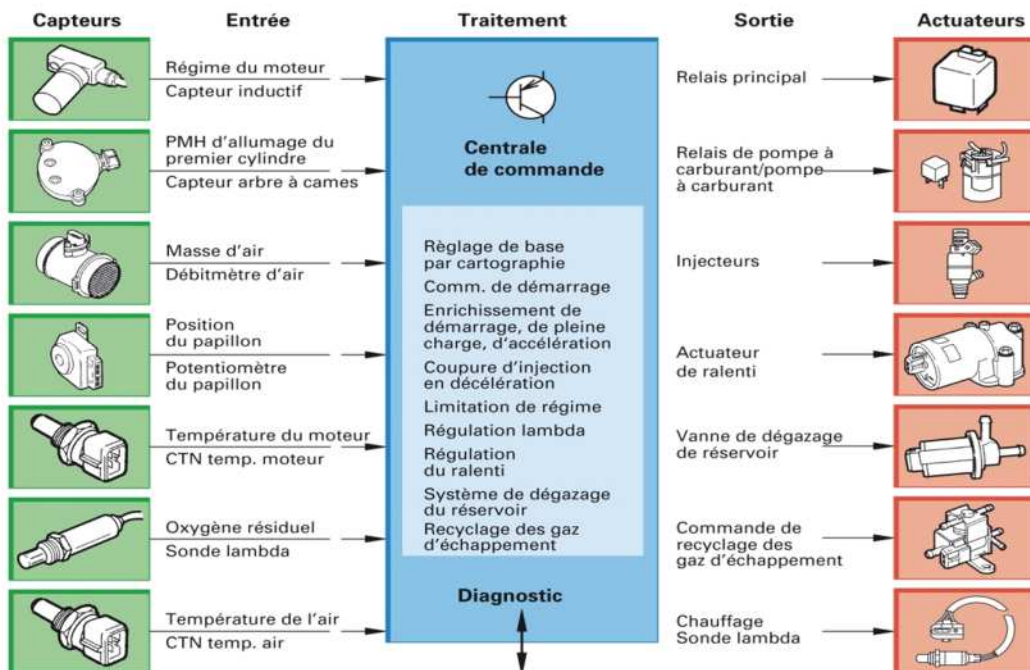 Capteurs
Entrée
Traitement
Sortie
Actuateurs
Régime du moteur
Capteur inductif
PMH d'allumage du
premier cylindre
Capteur arbre à cames
Masse d'air
Débitmètre d'air
Position
du papillon
Potentiomètre
du papillon
Température du moteur
CTN temp. moteur
Oxygène résiduel
Sonde lambda
Température de l'air
CTN temp. air
Centrale
de commande
Règlage de base
par cartographie
Comm. de démarrage
Enrichissement de
démarrage, de pleine
charge, d'accélération
Coupure d'injection
en décélération
Limitation de régime
Régulation lambda
Régulation
du ralenti
Système de dégazage
du réservoir
Recyclage des gaz
d'échappement
Diagnostic
Relais principal
Relais de pompe à
carburant/pompe
à carburant
Injecteurs
Actuateur
de ralenti
Vanne de dégazage
de réservoir
Commande de
recyclage des
gaz d'échappement
Chauffage
Sonde lambda